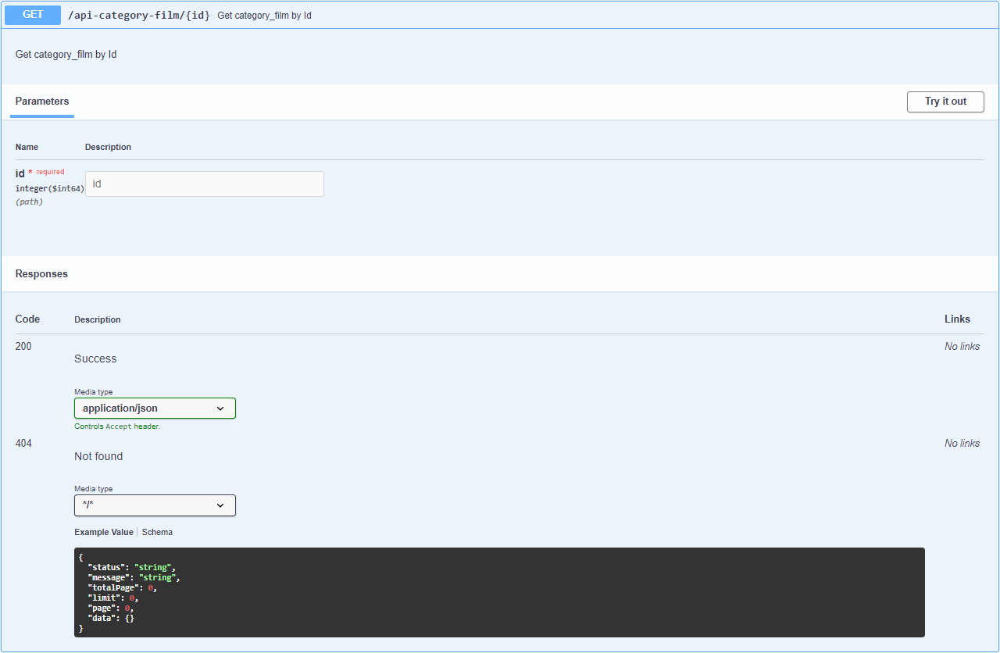 GET /api-category-film/{id} Get category_film by Id
Get category_film by Id
Parameters
Try it out
Name Description
id * required
integer($int64)
(path)
id
Responses
Code Description Links
200
Success
No links
Media type
application/json
Controls Accept header.
404
Not found
No links
Media type
*/*
Example Value Schema
{
  "status": "string",
  "message": "string",
  "totalPage": 0,
  "limit": 0,
  "page": 0,
  "data": {}
}